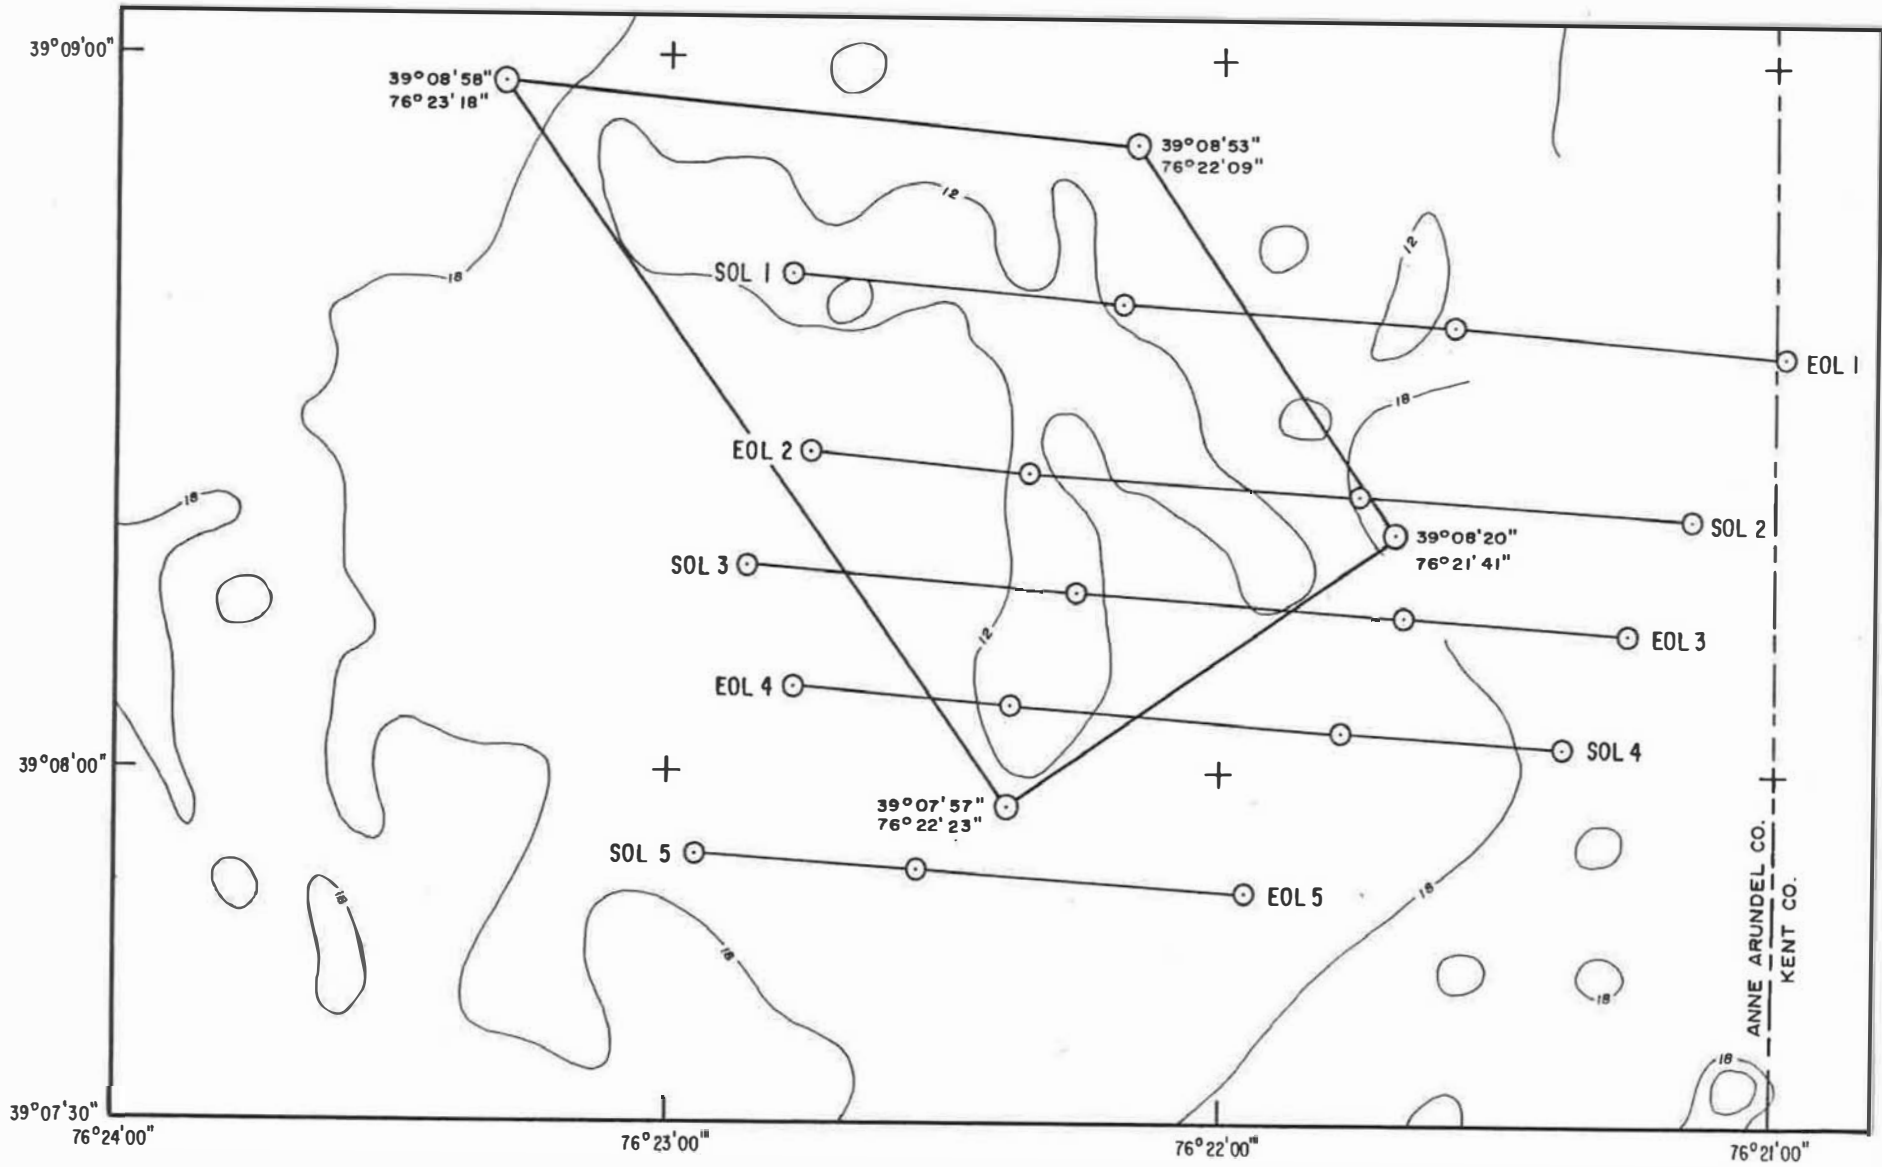 39°09'00"
39°08'58"
76°23'18"
39°08'53"
76°22'09"
12
12
18
SOL 1
EOL 1
18
EOL 2
SOL 2
18
39°08'20"
76°21'41"
SOL 3
EOL 3
12
EOL 4
SOL 4
39°08'00"
39°07'57"
76°22'23"
SOL 5
EOL 5
18
18
18
18
18
ANNE ARUNDEL CO.
KENT CO.
39°07'30"
76°24'00"
76°23'00"
76°22'00"
76°21'00"